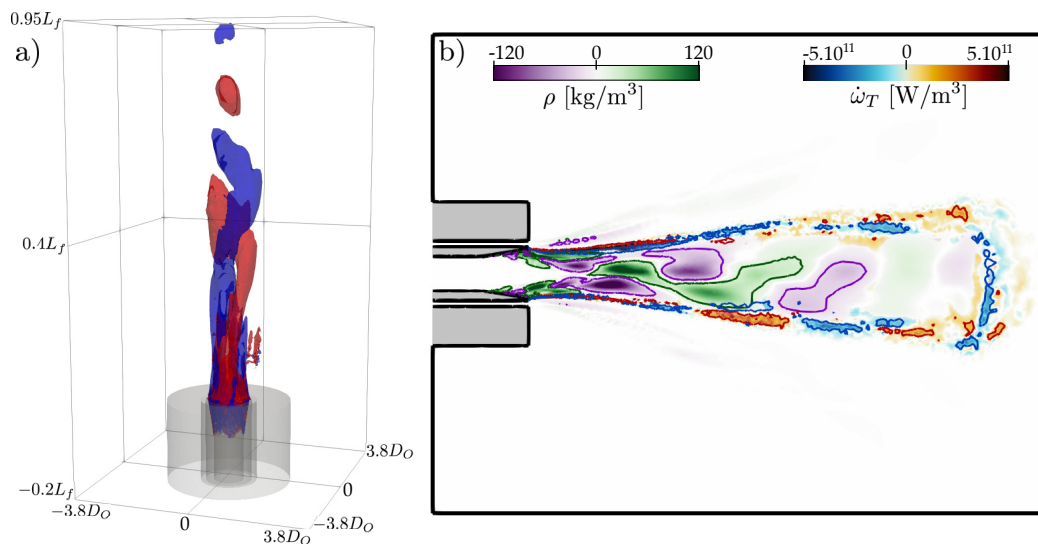 0.95L_f
a)
0.4L_f
−0.2L_f
−3.8D_O
0
3.8D_O
−3.8D_O
0
3.8D_O
b)
-120 0 120
ρ [kg/m³]
-5.10¹¹ 0 5.10¹¹
ω̇_T [W/m³]